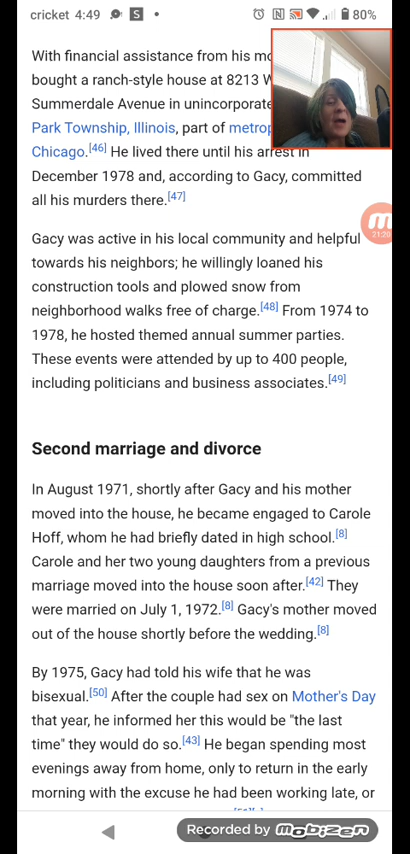 cricket 4:49 S 80%
With financial assistance from his
bought a ranch-style house at 8213
Summerdale Avenue in unincorporate
Park Township, Illinois, part of
Chicago.[46] He lived there until his arrest in
December 1978 and, according to Gacy, committed
all his murders there.[47]
21:20
Gacy was active in his local community and helpful
towards his neighbors; he willingly loaned his
construction tools and plowed snow from
neighborhood walks free of charge.[48] From 1974 to
1978, he hosted themed annual summer parties.
These events were attended by up to 400 people,
including politicians and business associates.[49]
Second marriage and divorce
In August 1971, shortly after Gacy and his mother
moved into the house, he became engaged to Carole
Hoff, whom he had briefly dated in high school.[8]
Carole and her two young daughters from a previous
marriage moved into the house soon after.[42] They
were married on July 1, 1972.[8] Gacy's mother moved
out of the house shortly before the wedding.[8]
By 1975, Gacy had told his wife that he was
bisexual.[50] After the couple had sex on Mother's Day
that year, he informed her this would be "the last
time" they would do so.[43] He began spending most
evenings away from home, only to return in the early
morning with the excuse he had been working late, or
Recorded by mobizen